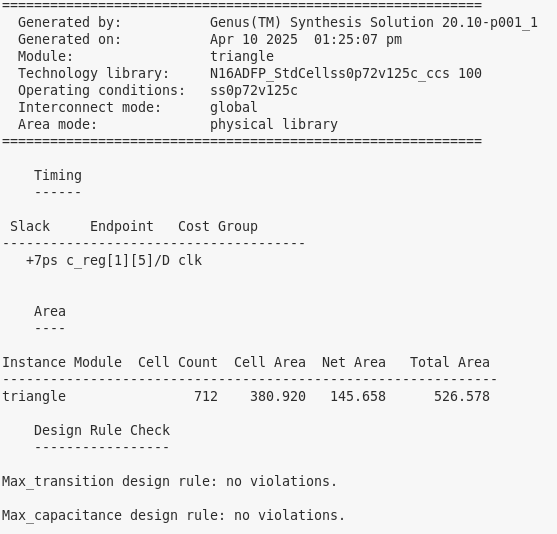 ============================================================
  Generated by:           Genus(TM) Synthesis Solution 20.10-p001_1
  Generated on:           Apr 10 2025  01:25:07 pm
  Module:                 triangle
  Technology library:     N16ADFP_StdCellss0p72v125c_ccs 100
  Operating conditions:   ss0p72v125c
  Interconnect mode:      global
  Area mode:              physical library
============================================================
    Timing
    ------
 Slack     Endpoint   Cost Group
--------------------------------------
   +7ps c_reg[1][5]/D clk
    Area
    ----
Instance Module  Cell Count  Cell Area  Net Area   Total Area
--------------------------------------------------------------
triangle                712    380.920   145.658      526.578
    Design Rule Check
    -----------------
Max_transition design rule: no violations.
Max_capacitance design rule: no violations.